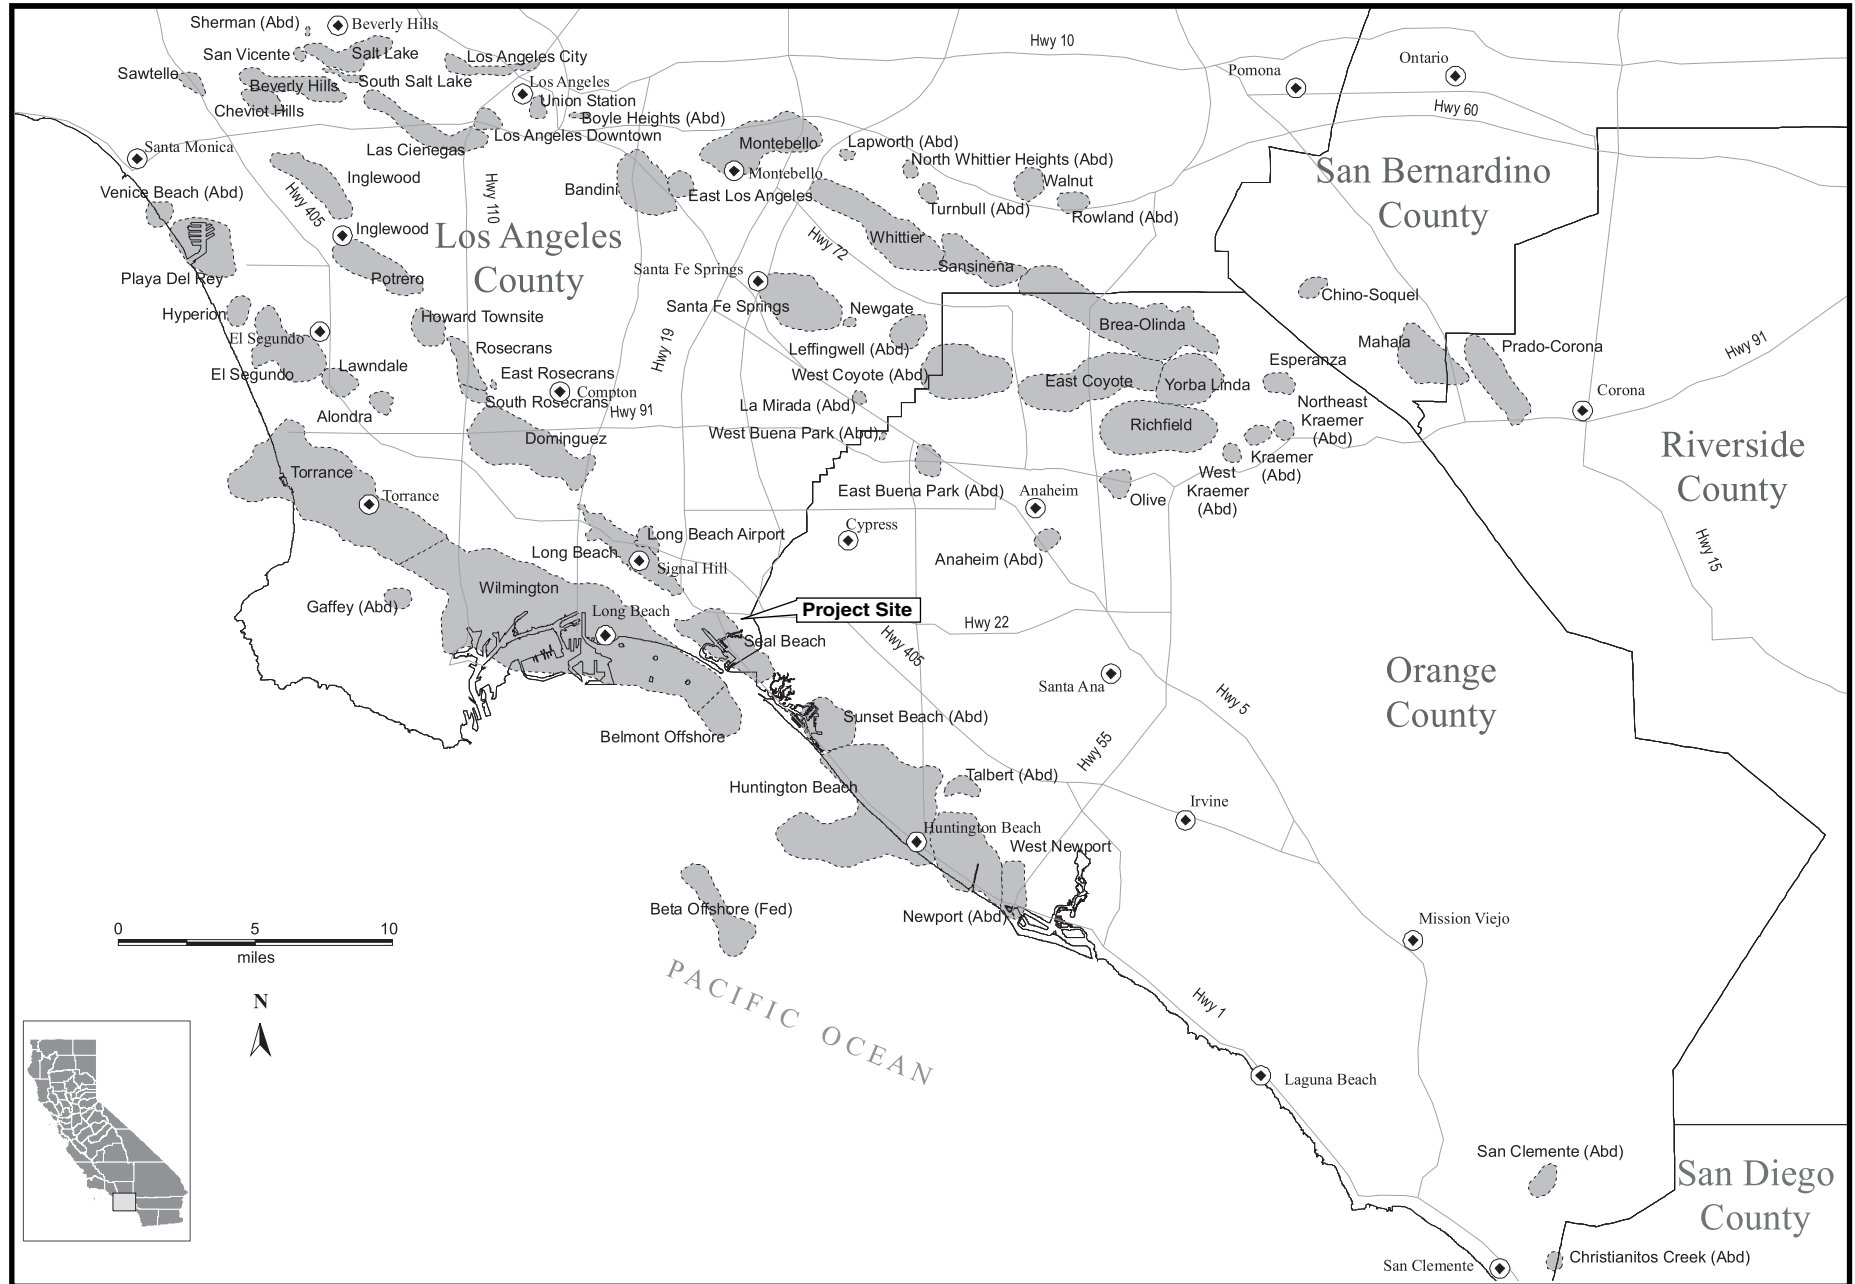 Sherman (Abd)
Beverly Hills
San Vicente
Salt Lake
Los Angeles City
Sawtelle
Beverly Hills
South Salt Lake
Los Angeles
Cheviot Hills
Union Station
Boyle Heights (Abd)
Los Angeles Downtown
Las Cienegas
Santa Monica
Hwy 10
Pomona
Ontario
Hwy 60
Montebello
Lapworth (Abd)
North Whittier Heights (Abd)
Montebello
Walnut
Inglewood
Bandini
East Los Angeles
Turnbull (Abd)
Rowland (Abd)
San Bernardino
County
Venice Beach (Abd)
Hwy 405
Hwy 110
Inglewood
Los Angeles
County
Whittier
Hwy 72
Sansinena
Playa Del Rey
Potrero
Santa Fe Springs
Santa Fe Springs
Newgate
Chino-Soquel
Hyperion
Howard Townsite
El Segundo
Rosecrans
Hwy 19
Leffingwell (Abd)
Brea-Olinda
Mahala
Prado-Corona
Hwy 91
El Segundo
Lawndale
East Rosecrans
West Coyote (Abd)
East Coyote
Yorba Linda
Esperanza
Compton
South Rosecrans
Hwy 91
La Mirada (Abd)
Northeast
Kraemer
(Abd)
Corona
Alondra
Dominguez
West Buena Park (Abd)
Richfield
Kraemer
(Abd)
Riverside
County
Torrance
Torrance
East Buena Park (Abd)
Anaheim
Olive
West
Kraemer
(Abd)
Cypress
Long Beach Airport
Long Beach
Signal Hill
Anaheim (Abd)
Hwy 15
Wilmington
Gaffey (Abd)
Long Beach
Project Site
Seal Beach
Hwy 22
Hwy 405
Santa Ana
Orange
County
Hwy 5
Sunset Beach (Abd)
Belmont Offshore
Hwy 55
Talbert (Abd)
Huntington Beach
Irvine
Huntington Beach
West Newport
Beta Offshore (Fed)
Newport (Abd)
Mission Viejo
0 5 10
miles
PACIFIC OCEAN
N
Hwy 1
Laguna Beach
San Clemente (Abd)
San Diego
County
San Clemente
Christianitos Creek (Abd)